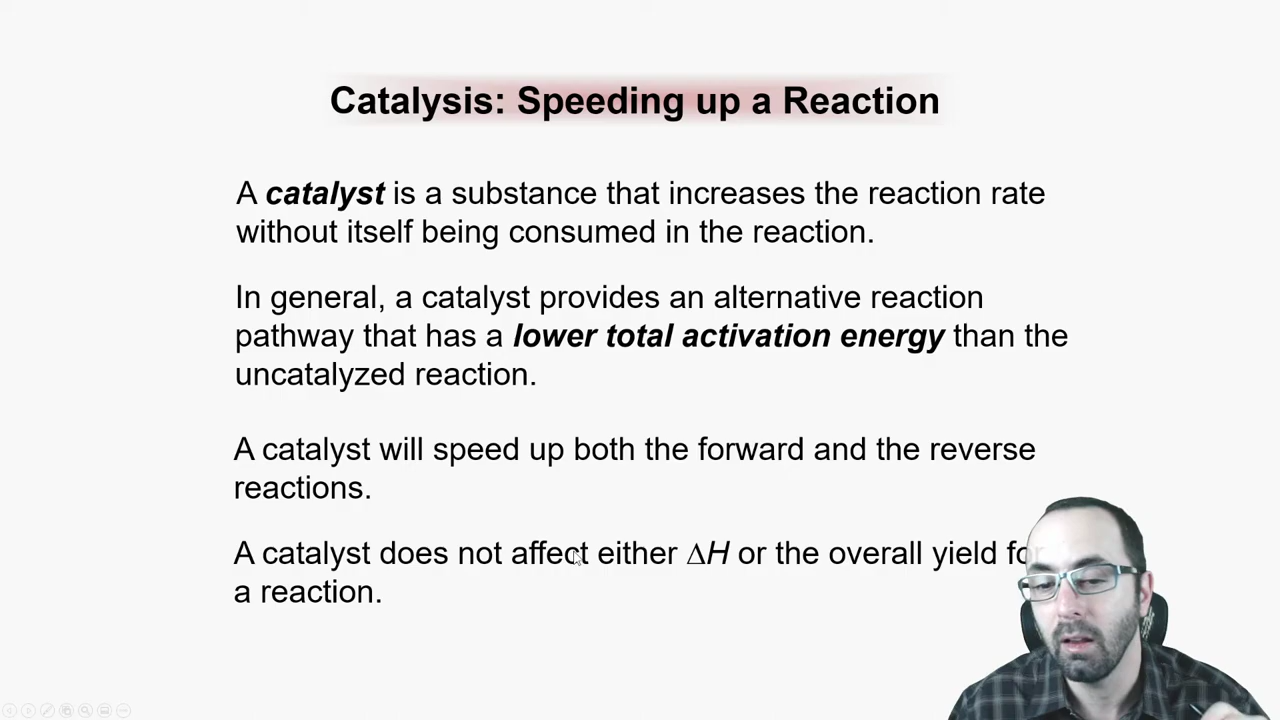 Catalysis: Speeding up a Reaction
A catalyst is a substance that increases the reaction rate
without itself being consumed in the reaction.
In general, a catalyst provides an alternative reaction
pathway that has a lower total activation energy than the
uncatalyzed reaction.
A catalyst will speed up both the forward and the reverse
reactions.
A catalyst does not affect either ΔH or the overall yield for
a reaction.